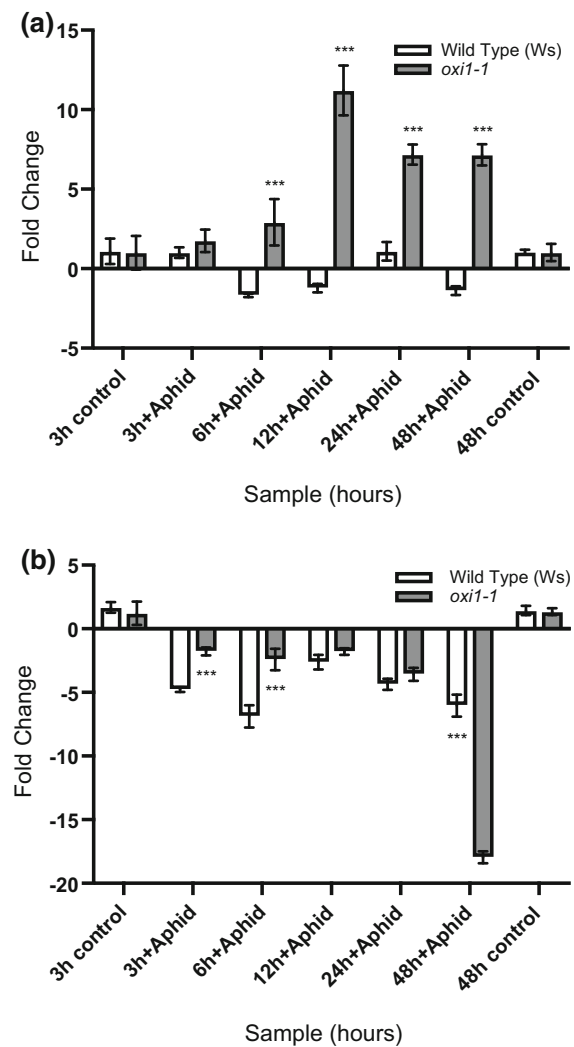 (a)
15
10
5
0
-5
Fold Change
Wild Type (Ws)
oxi1-1
***
***
***
***
3h control
3h+Aphid
6h+Aphid
12h+Aphid
24h+Aphid
48h+Aphid
48h control
Sample (hours)
(b)
5
0
-5
-10
-15
-20
Fold Change
Wild Type (Ws)
oxi1-1
***
***
***
3h control
3h+Aphid
6h+Aphid
12h+Aphid
24h+Aphid
48h+Aphid
48h control
Sample (hours)